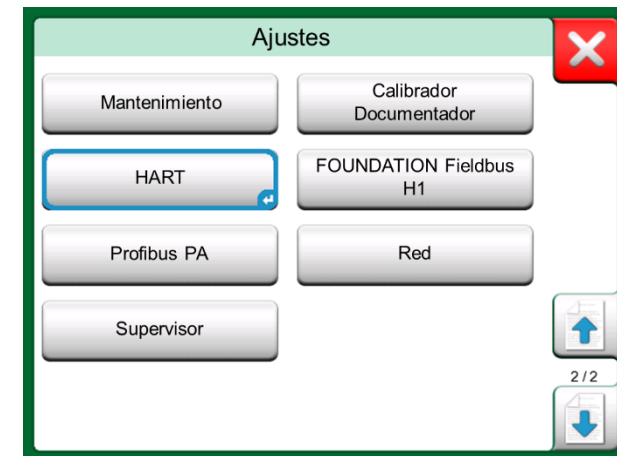 Ajustes
Mantenimiento
Calibrador
Documentador
HART
FOUNDATION Fieldbus
H1
Profibus PA
Red
Supervisor
2/2